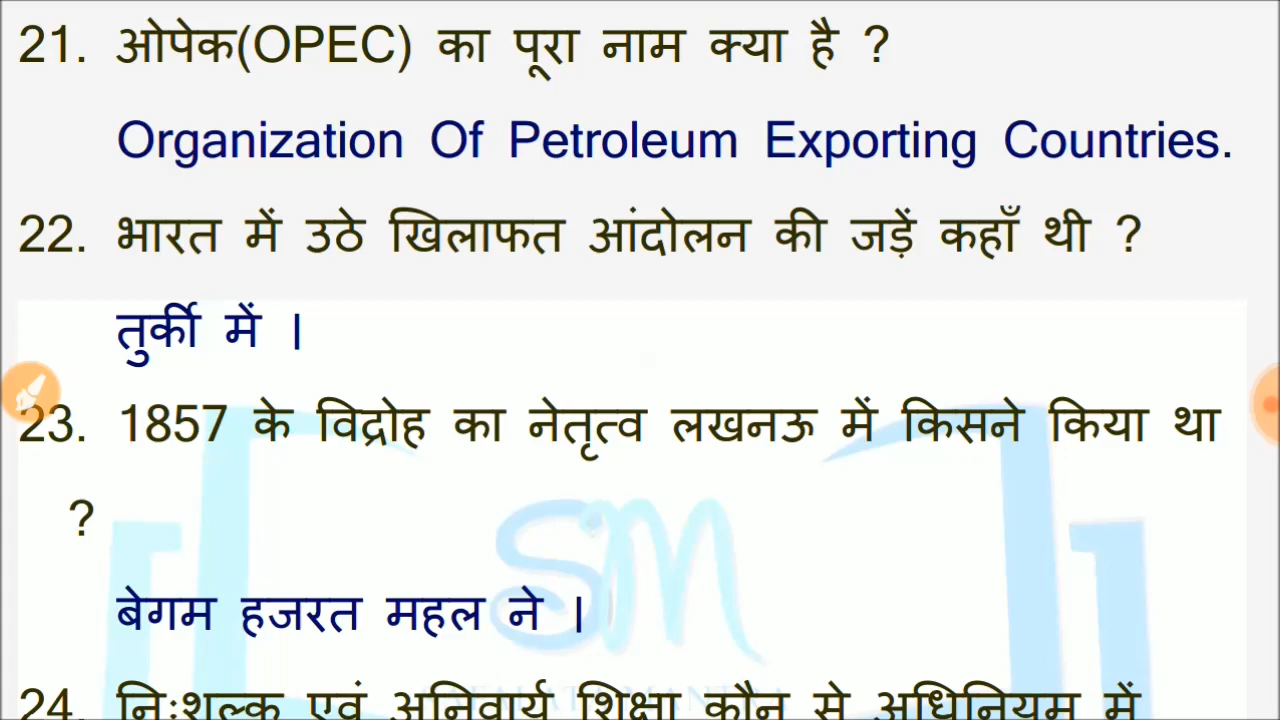 21. ओपेक(OPEC) का पूरा नाम क्या है ?
Organization Of Petroleum Exporting Countries.
22. भारत में उठे खिलाफत आंदोलन की जड़ें कहाँ थी ?
तुर्की में ।
23. 1857 के विद्रोह का नेतृत्व लखनऊ में किसने किया था
?
SM
बेगम हजरत महल ने ।
24. निःशुल्क एवं अनिवार्य शिक्षा कौन से अधिनियम में